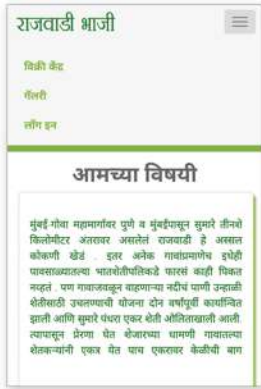 राजवाडी भाजी
विक्री केंद्र
गॅलरी
लॉग इन
आमच्या विषयी
मुंबई-गोवा महामार्गावर पुणे व मुंबईपासून सुमारे तीनशे
किलोमीटर अंतरावर असलेलं राजवाडी हे अस्सल
कोकणी खेडं . इतर अनेक गावांप्रमाणेच इथेही
पावसाळ्यातल्या भातशेतीपलिकडे फारसं काही पिकत
नव्हतं . पण गावाजवळून वाहणाऱ्या नदीचं पाणी उन्हाळी
शेतीसाठी उचलण्याची योजना दोन वर्षांपूर्वी कार्यान्वित
झाली आणि सुमारे पंधरा एकर शेती ओलिताखाली आली.
त्यापासून प्रेरणा घेत शेजारच्या धामणी गावातल्या
शेतकऱ्यांनी एकत्र येत पाच एकरावर केळीची बाग